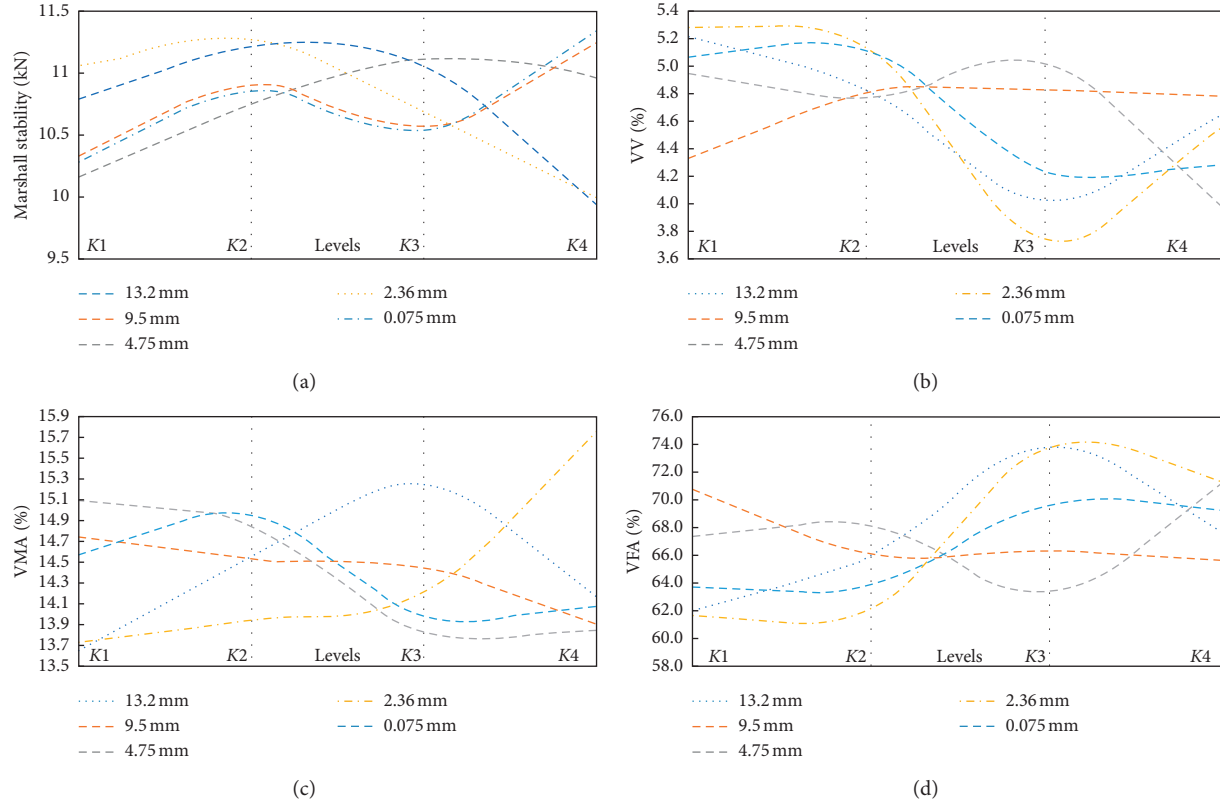 Marshall stability (kN)
11.5
11
10.5
10
9.5
K1
K2
Levels
K3
K4
13.2 mm
9.5 mm
4.75 mm
2.36 mm
0.075 mm
(a)
VV (%)
5.4
5.2
5.0
4.8
4.6
4.4
4.2
4.0
3.8
3.6
K1
K2
Levels
K3
K4
13.2 mm
9.5 mm
4.75 mm
2.36 mm
0.075 mm
(b)
VMA (%)
15.9
15.7
15.5
15.3
15.1
14.9
14.7
14.5
14.3
14.1
13.9
13.7
13.5
K1
K2
Levels
K3
K4
13.2 mm
9.5 mm
4.75 mm
2.36 mm
0.075 mm
(c)
VFA (%)
76.0
74.0
72.0
70.0
68.0
66.0
64.0
62.0
60.0
58.0
K1
K2
Levels
K3
K4
13.2 mm
9.5 mm
4.75 mm
2.36 mm
0.075 mm
(d)